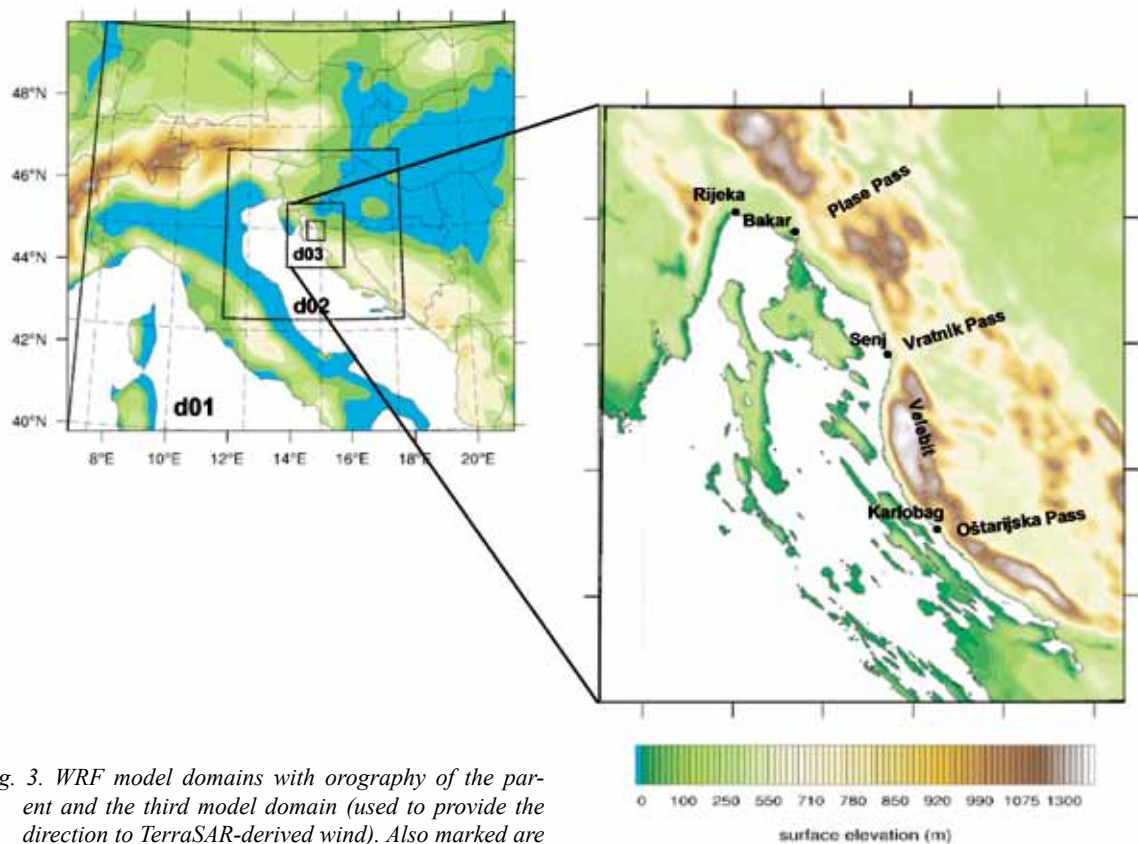 48°N
46°N
44°N
42°N
40°N
8°E 10°E 12°E 14°E 16°E 18°E 20°E
d01
d02
d03
Rijeka
Bakar
Plase Pass
Senj
Vratnik Pass
Velebit
Karlobag
Oštarijska Pass
0 100 250 550 710 780 850 920 990 1075 1300
surface elevation (m)
g. 3. WRF model domains with orography of the par-
ent and the third model domain (used to provide the
direction to TerraSAR-derived wind). Also marked are